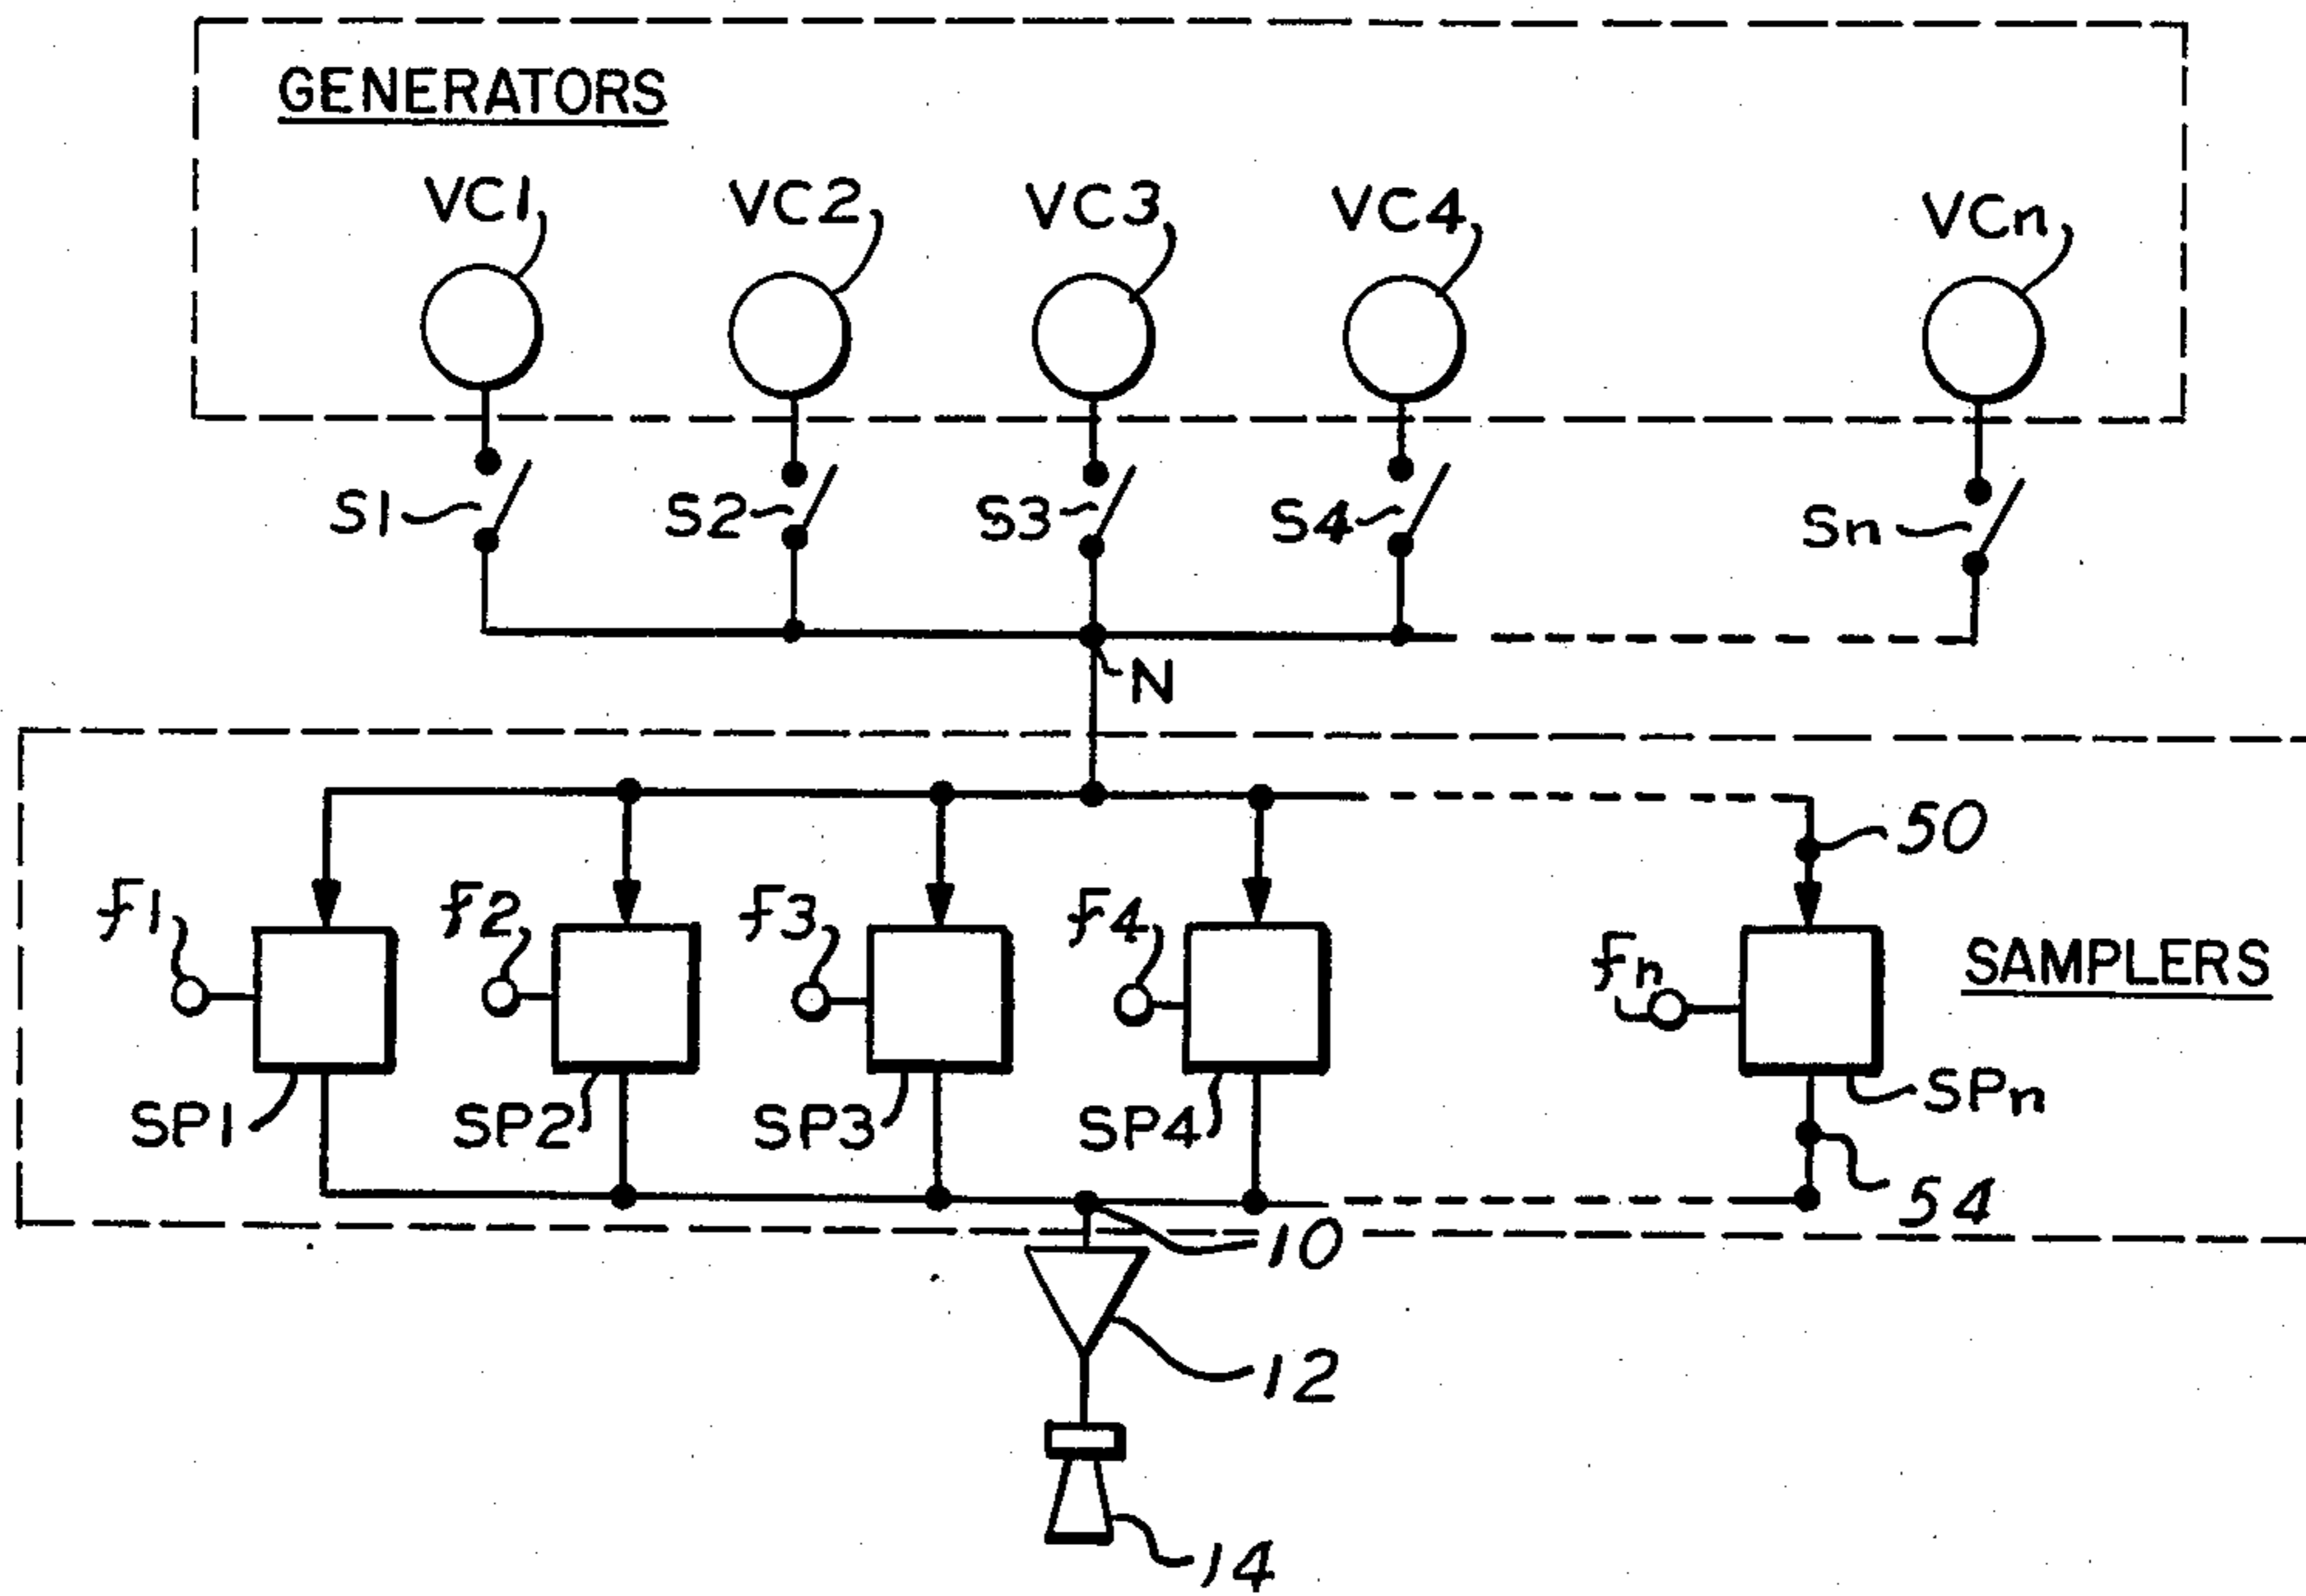 GENERATORS
VC1 VC2 VC3 VC4 VCn
S1 S2 S3 S4 Sn
N
50
f1 f2 f3 f4 fn
SAMPLERS
SP1 SP2 SP3 SP4 SPn
54
10
12
14